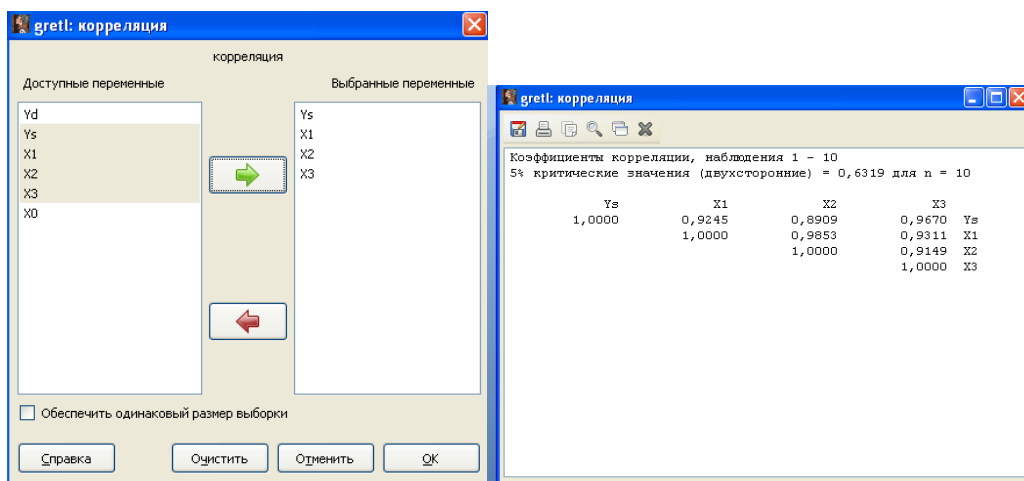 gretl: корреляция
корреляция
Доступные переменные
Выбранные переменные
Yd
Ys
X1
X2
X3
X0
Ys
X1
X2
X3
Обеспечить одинаковый размер выборки
Справка
Очистить
Отменить
OK
gretl: корреляция
Коэффициенты корреляции, наблюдения 1 - 10
5% критические значения (двухсторонние) = 0,6319 для n = 10
Ys X1 X2 X3
1,0000 0,9245 0,8909 0,9670 Ys
1,0000 0,9853 0,9311 X1
1,0000 0,9149 X2
1,0000 X3